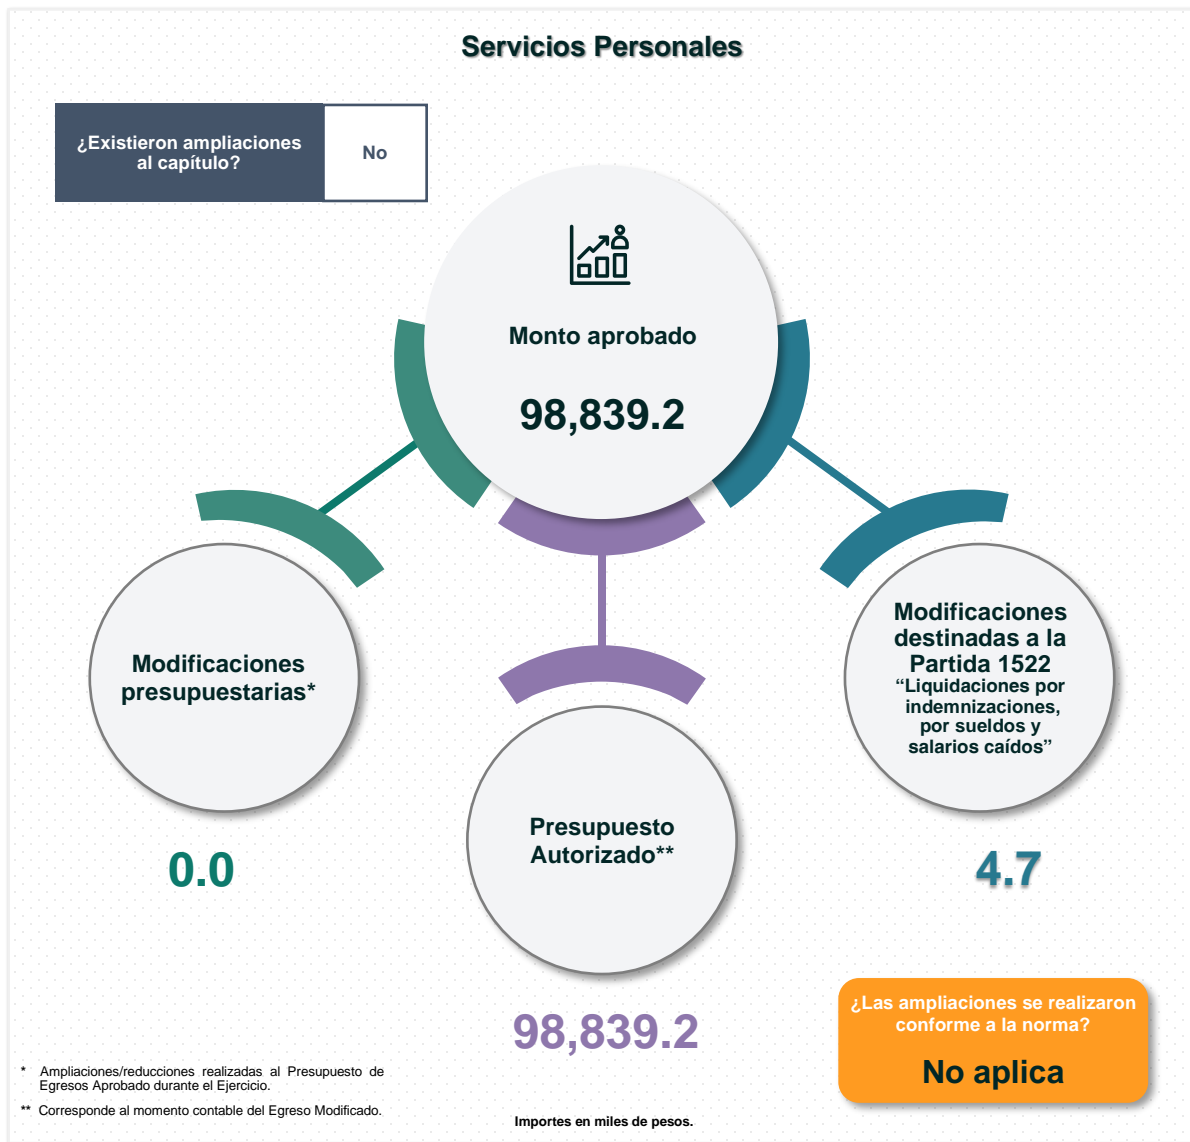 Servicios Personales
¿Existieron ampliaciones
al capítulo?
No
Monto aprobado
98,839.2
Modificaciones
presupuestarias*
0.0
Presupuesto
Autorizado**
98,839.2
Modificaciones
destinadas a la
Partida 1522
“Liquidaciones por
indemnizaciones,
por sueldos y
salarios caídos”
4.7
¿Las ampliaciones se realizaron
conforme a la norma?
No aplica
* Ampliaciones/reducciones realizadas al Presupuesto de
Egresos Aprobado durante el Ejercicio.
** Corresponde al momento contable del Egreso Modificado.
Importes en miles de pesos.